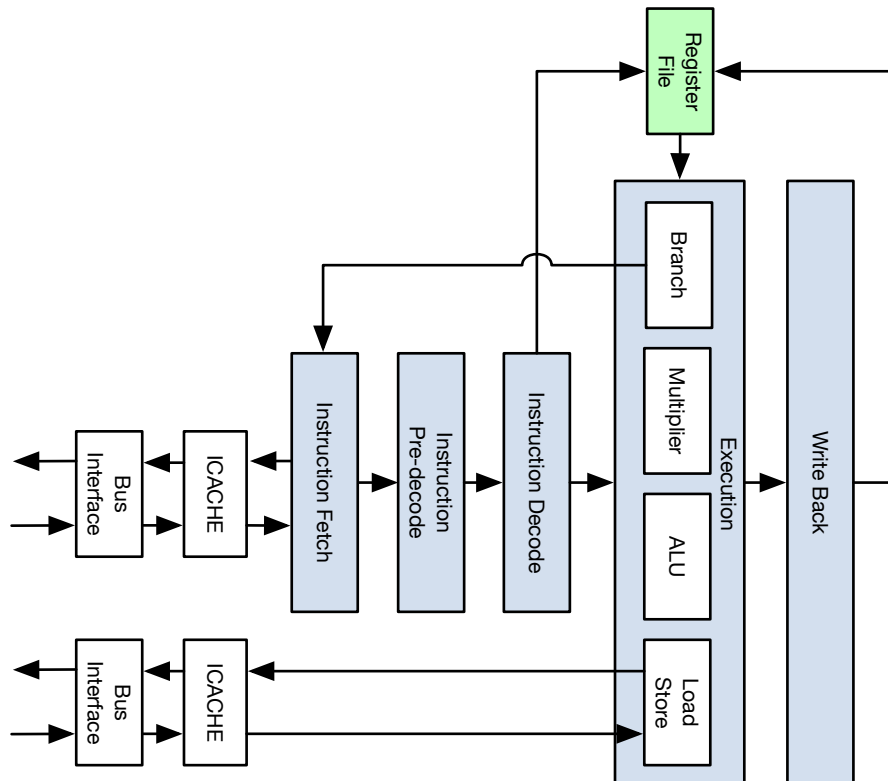 Register
File
Branch
Multiplier
Execution
ALU
Load
Store
Write Back
Instruction Fetch
Instruction
Pre-decode
Instruction Decode
Bus
Interface
ICACHE
Bus
Interface
ICACHE